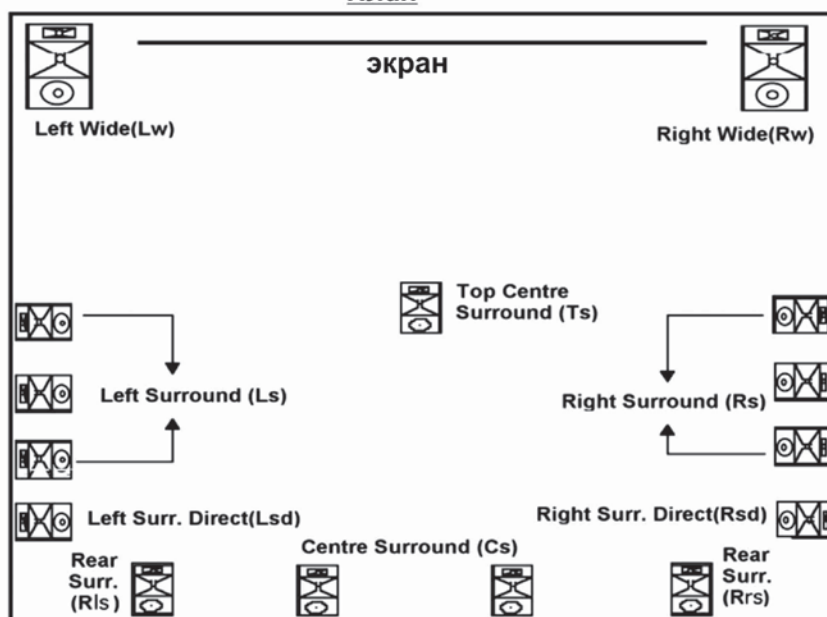 экран
Left Wide(Lw)
Right Wide(Rw)
Top Centre
Surround (Ts)
Left Surround (Ls)
Right Surround (Rs)
Left Surr. Direct(Lsd)
Right Surr. Direct(Rsd)
Rear
Surr.
(Rls )
Centre Surround (Cs)
Rear
Surr.
(Rrs)